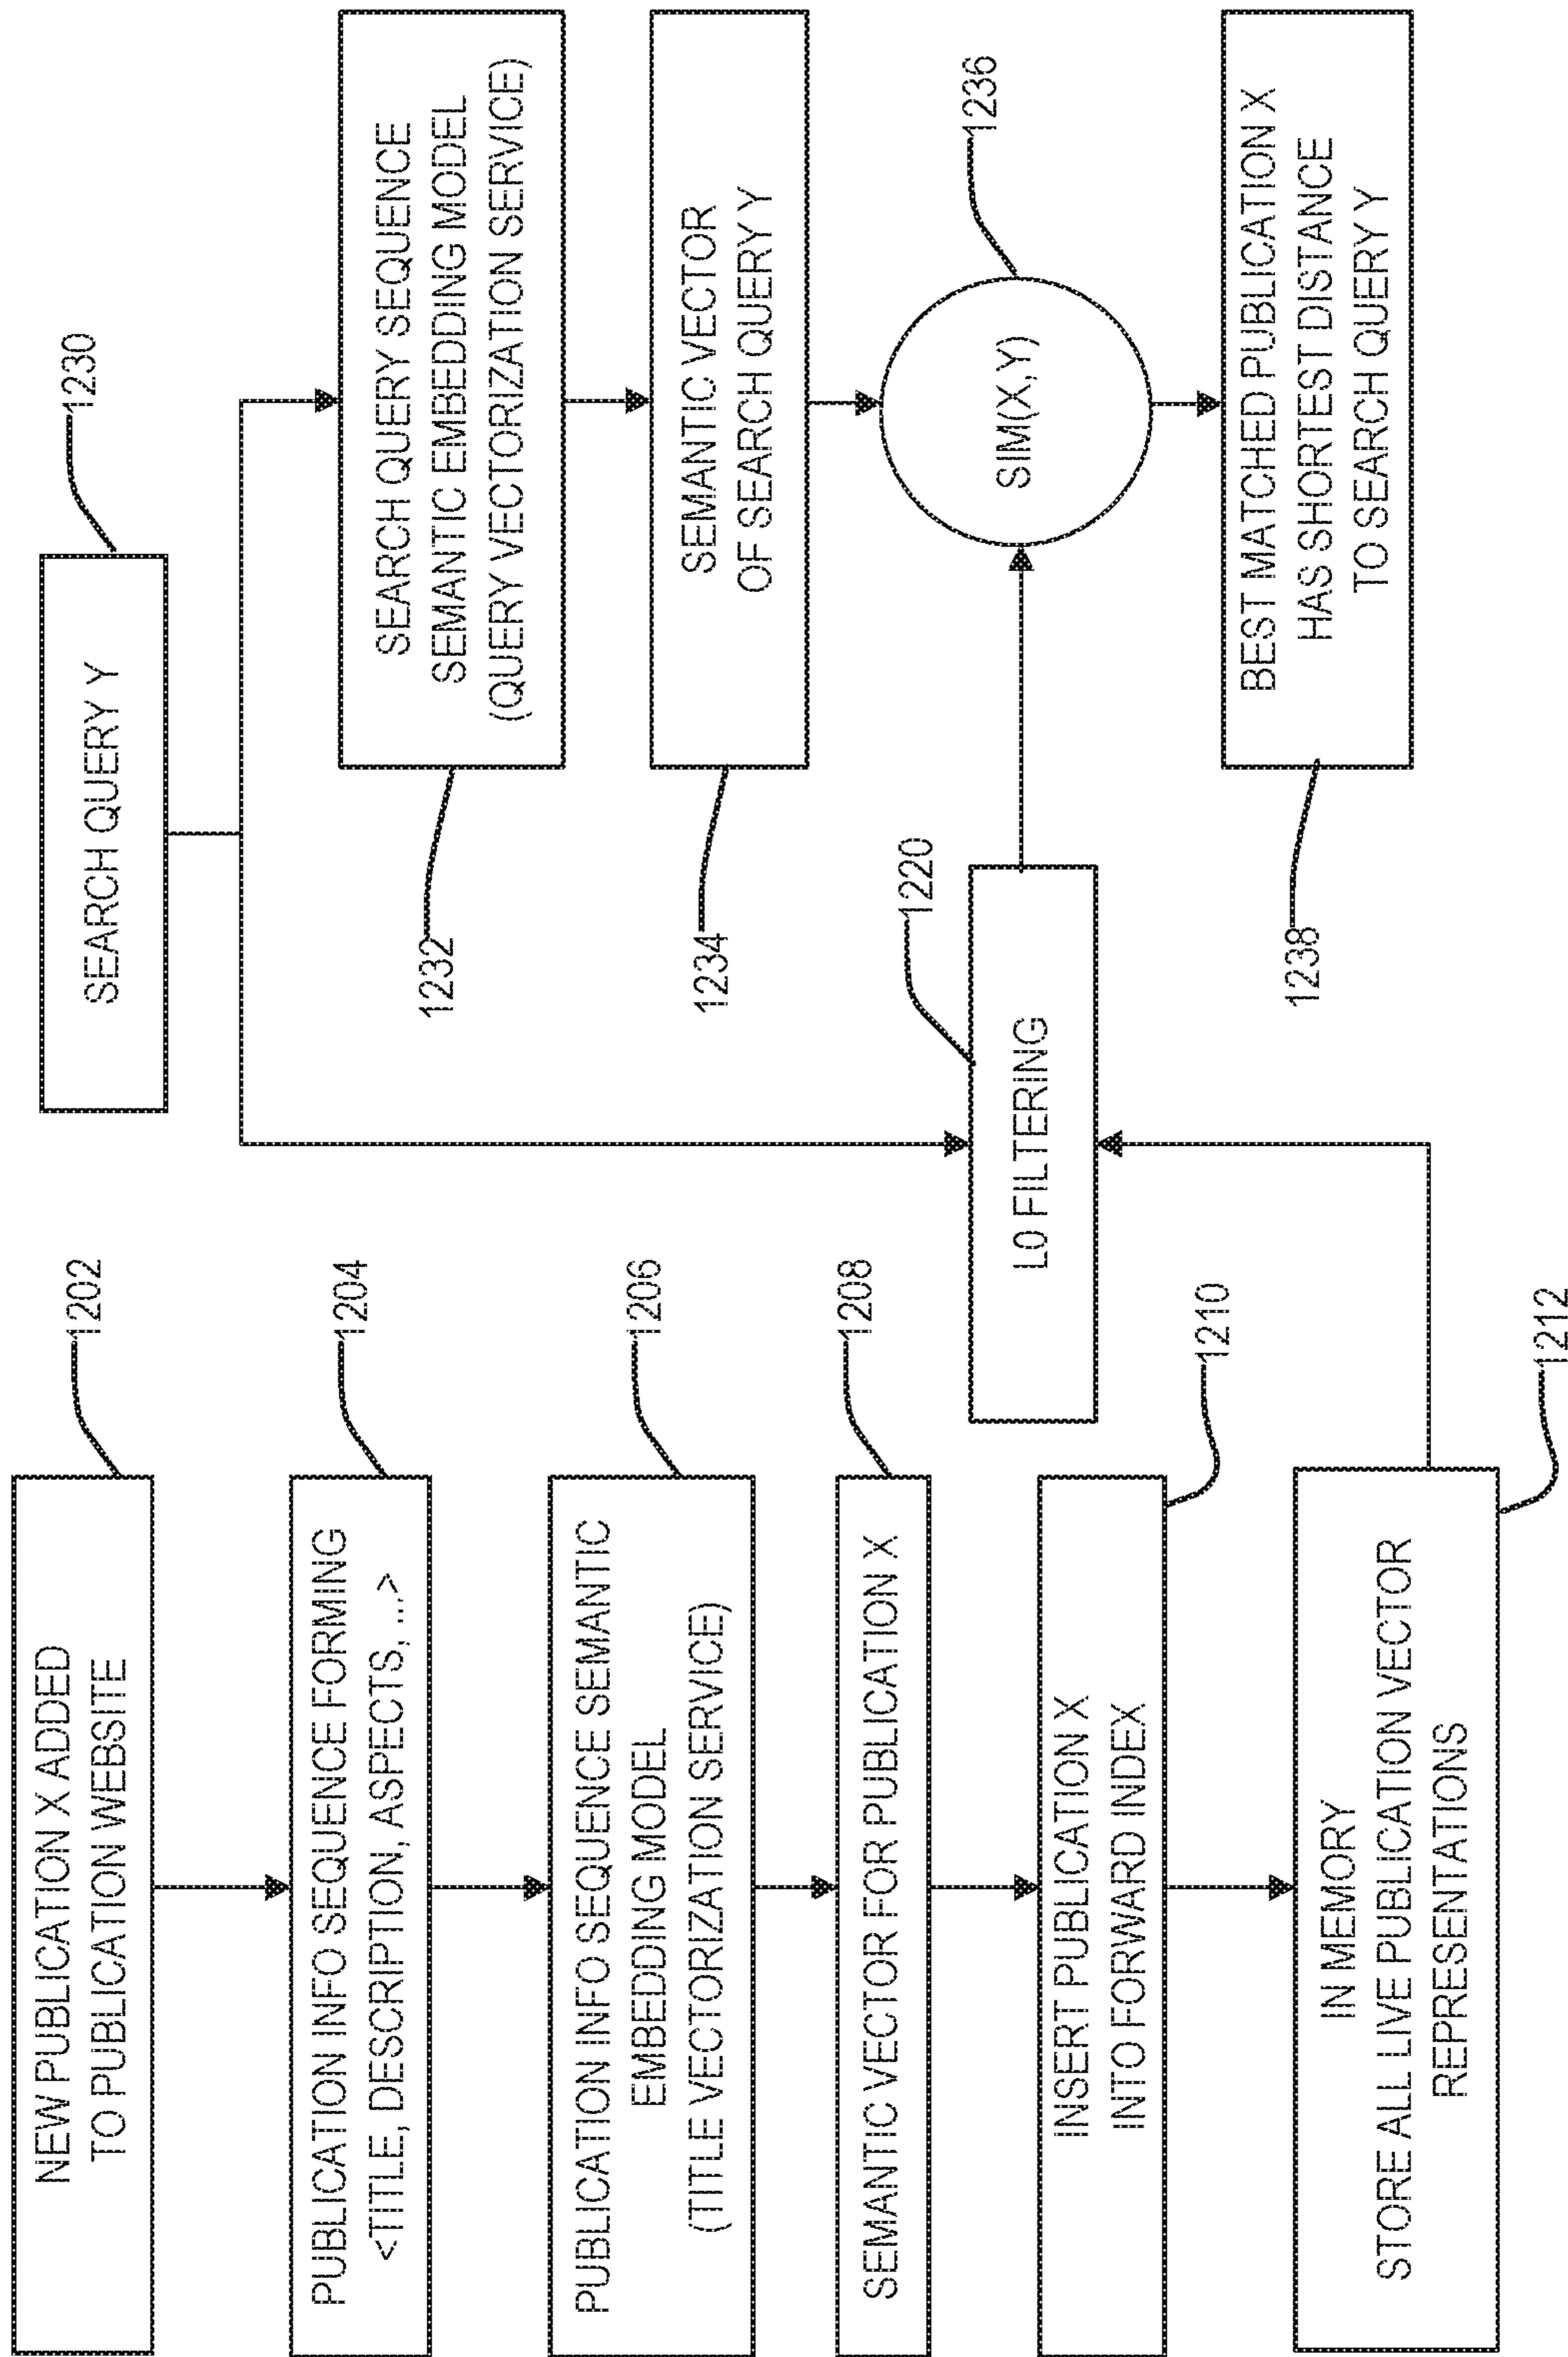 NEW PUBLICATION X ADDED
TO PUBLICATION WEBSITE
1202
PUBLICATION INFO SEQUENCE FORMING
<TITLE, DESCRIPTION, ASPECTS, ...>
1204
PUBLICATION INFO SEQUENCE SEMANTIC
EMBEDDING MODEL
(TITLE VECTORIZATION SERVICE)
1206
SEMANTIC VECTOR FOR PUBLICATION X
1208
INSERT PUBLICATION X
INTO FORWARD INDEX
1210
IN MEMORY
STORE ALL LIVE PUBLICATION VECTOR
REPRESENTATIONS
1212
L0 FILTERING
1220
SEARCH QUERY Y
1230
SEARCH QUERY SEQUENCE
SEMANTIC EMBEDDING MODEL
(QUERY VECTORIZATION SERVICE)
1232
SEMANTIC VECTOR
OF SEARCH QUERY Y
1234
SIM(X,Y)
1236
BEST MATCHED PUBLICATION X
HAS SHORTEST DISTANCE
TO SEARCH QUERY Y
1238